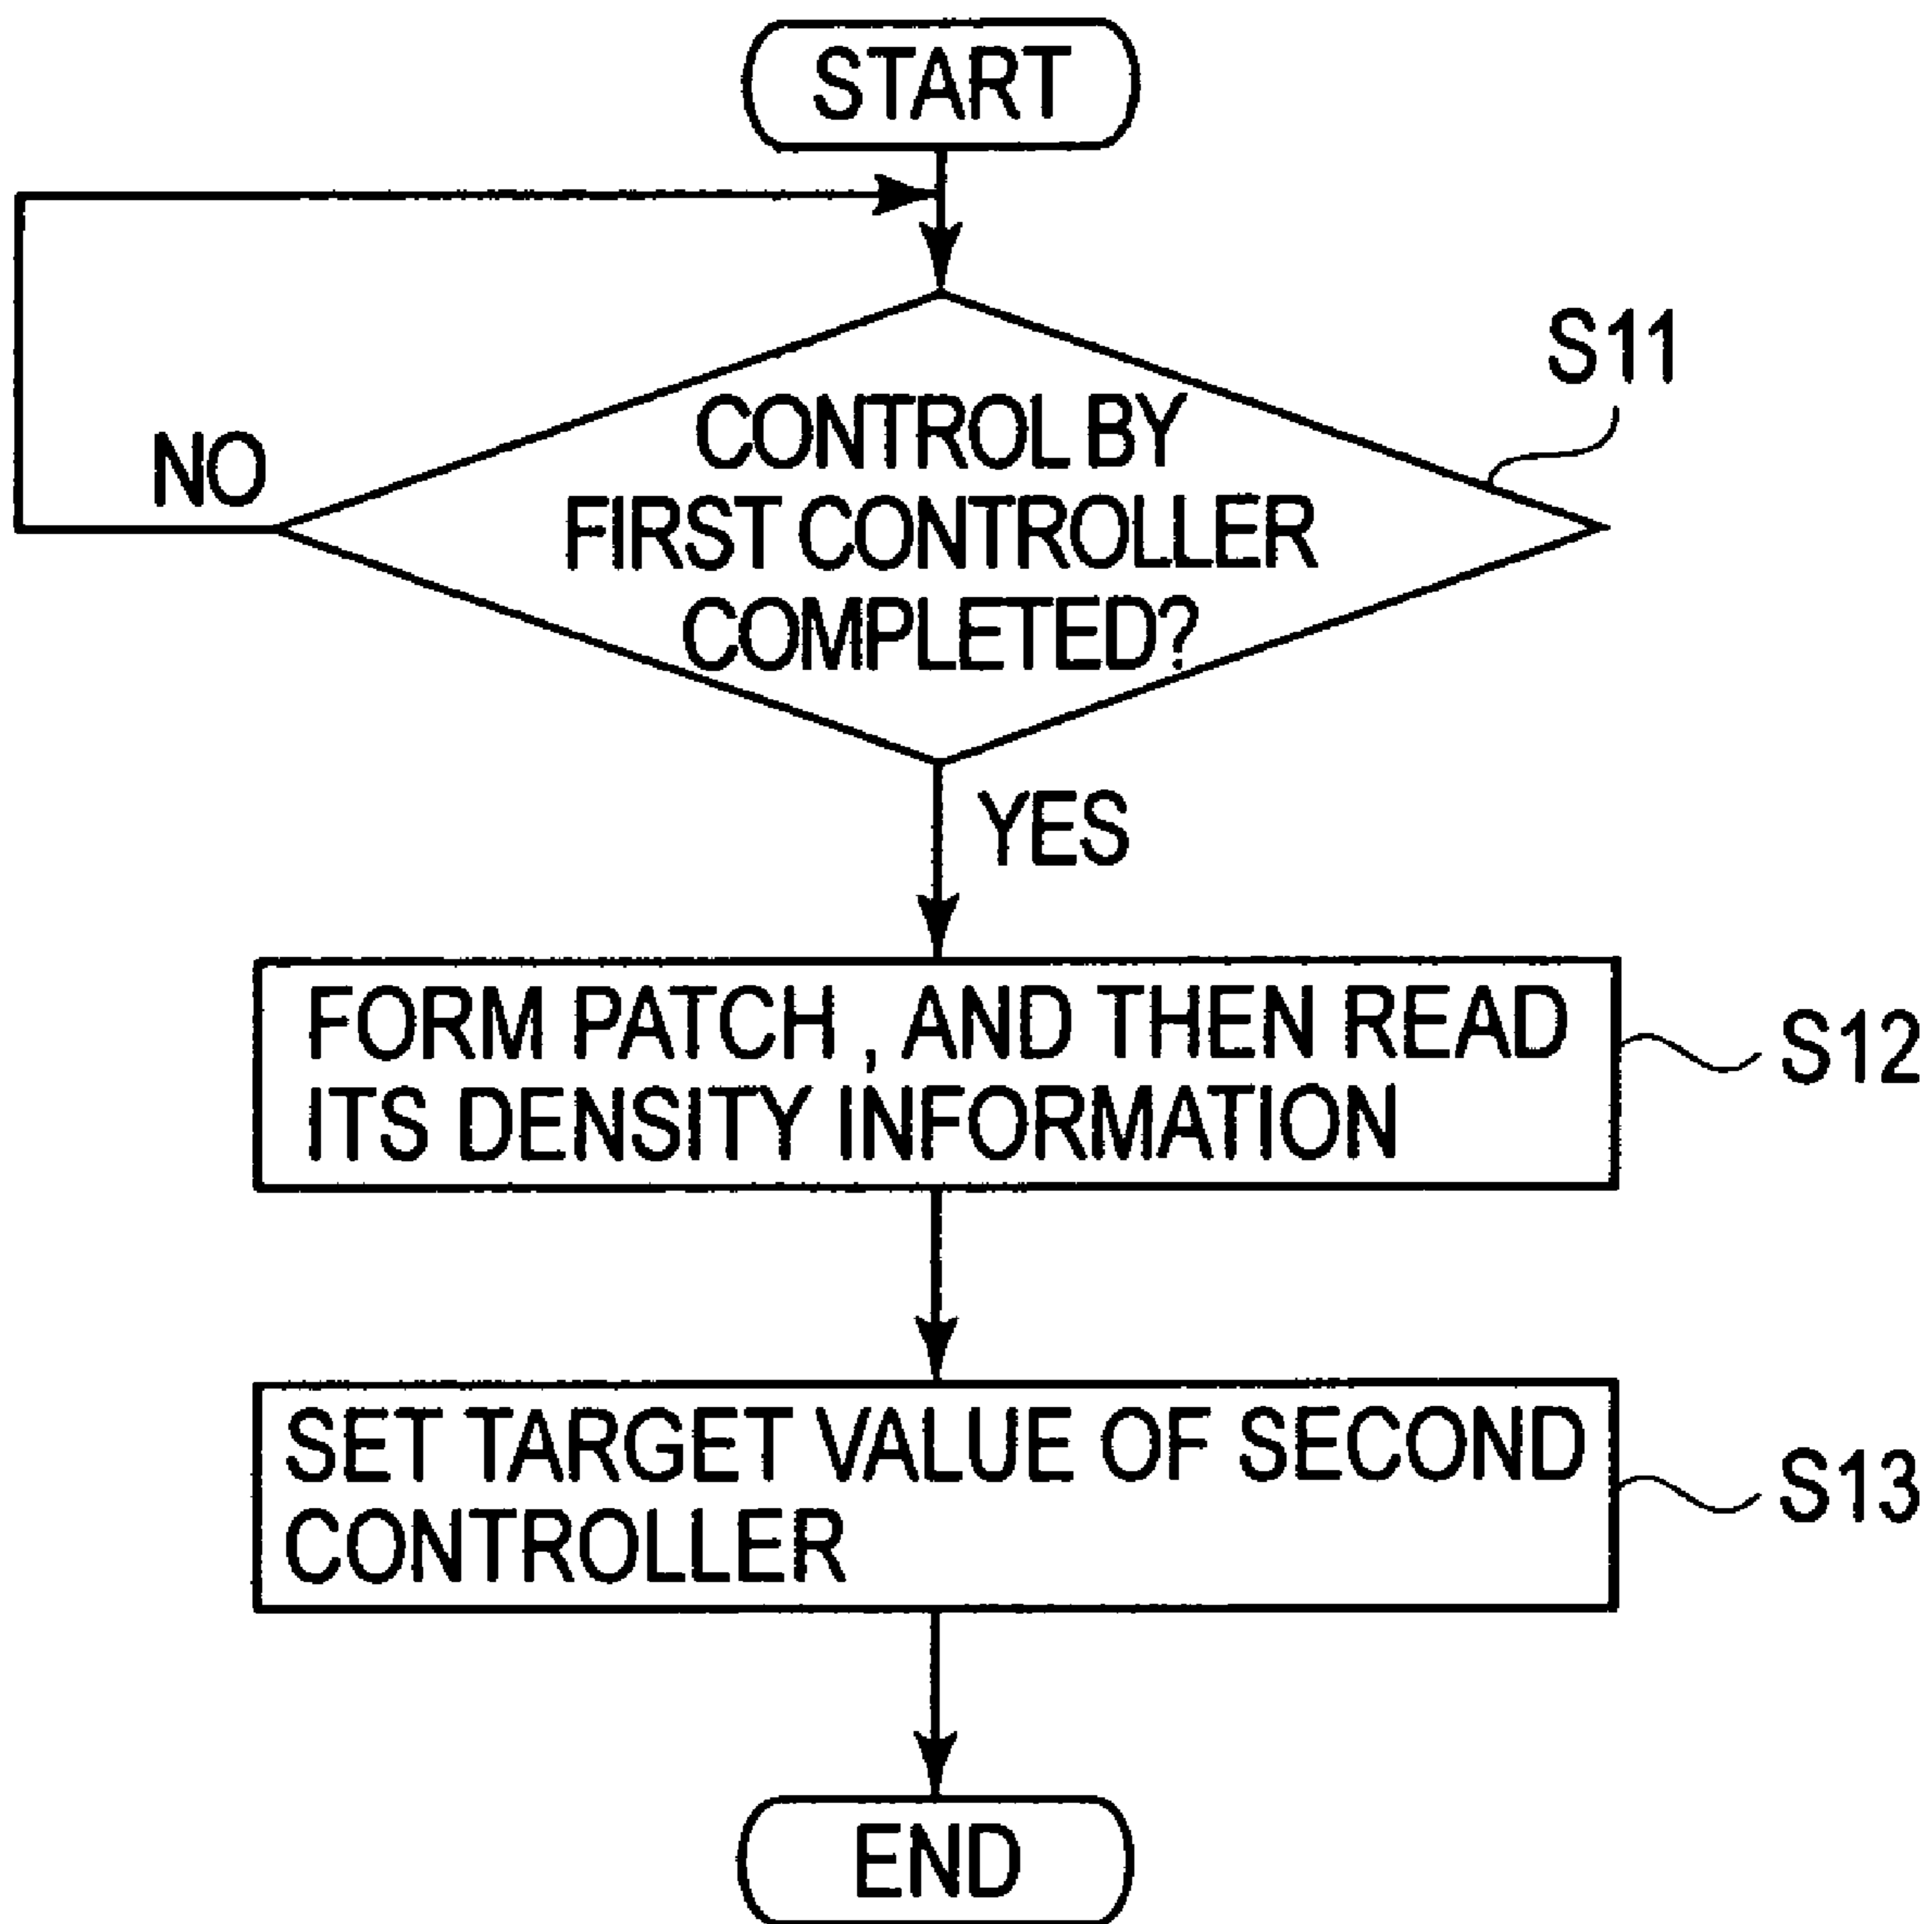 START
S11
CONTROL BY
FIRST CONTROLLER
COMPLETED?
NO
YES
FORM PATCH, AND THEN READ
ITS DENSITY INFORMATION
S12
SET TARGET VALUE OF SECOND
CONTROLLER
S13
END